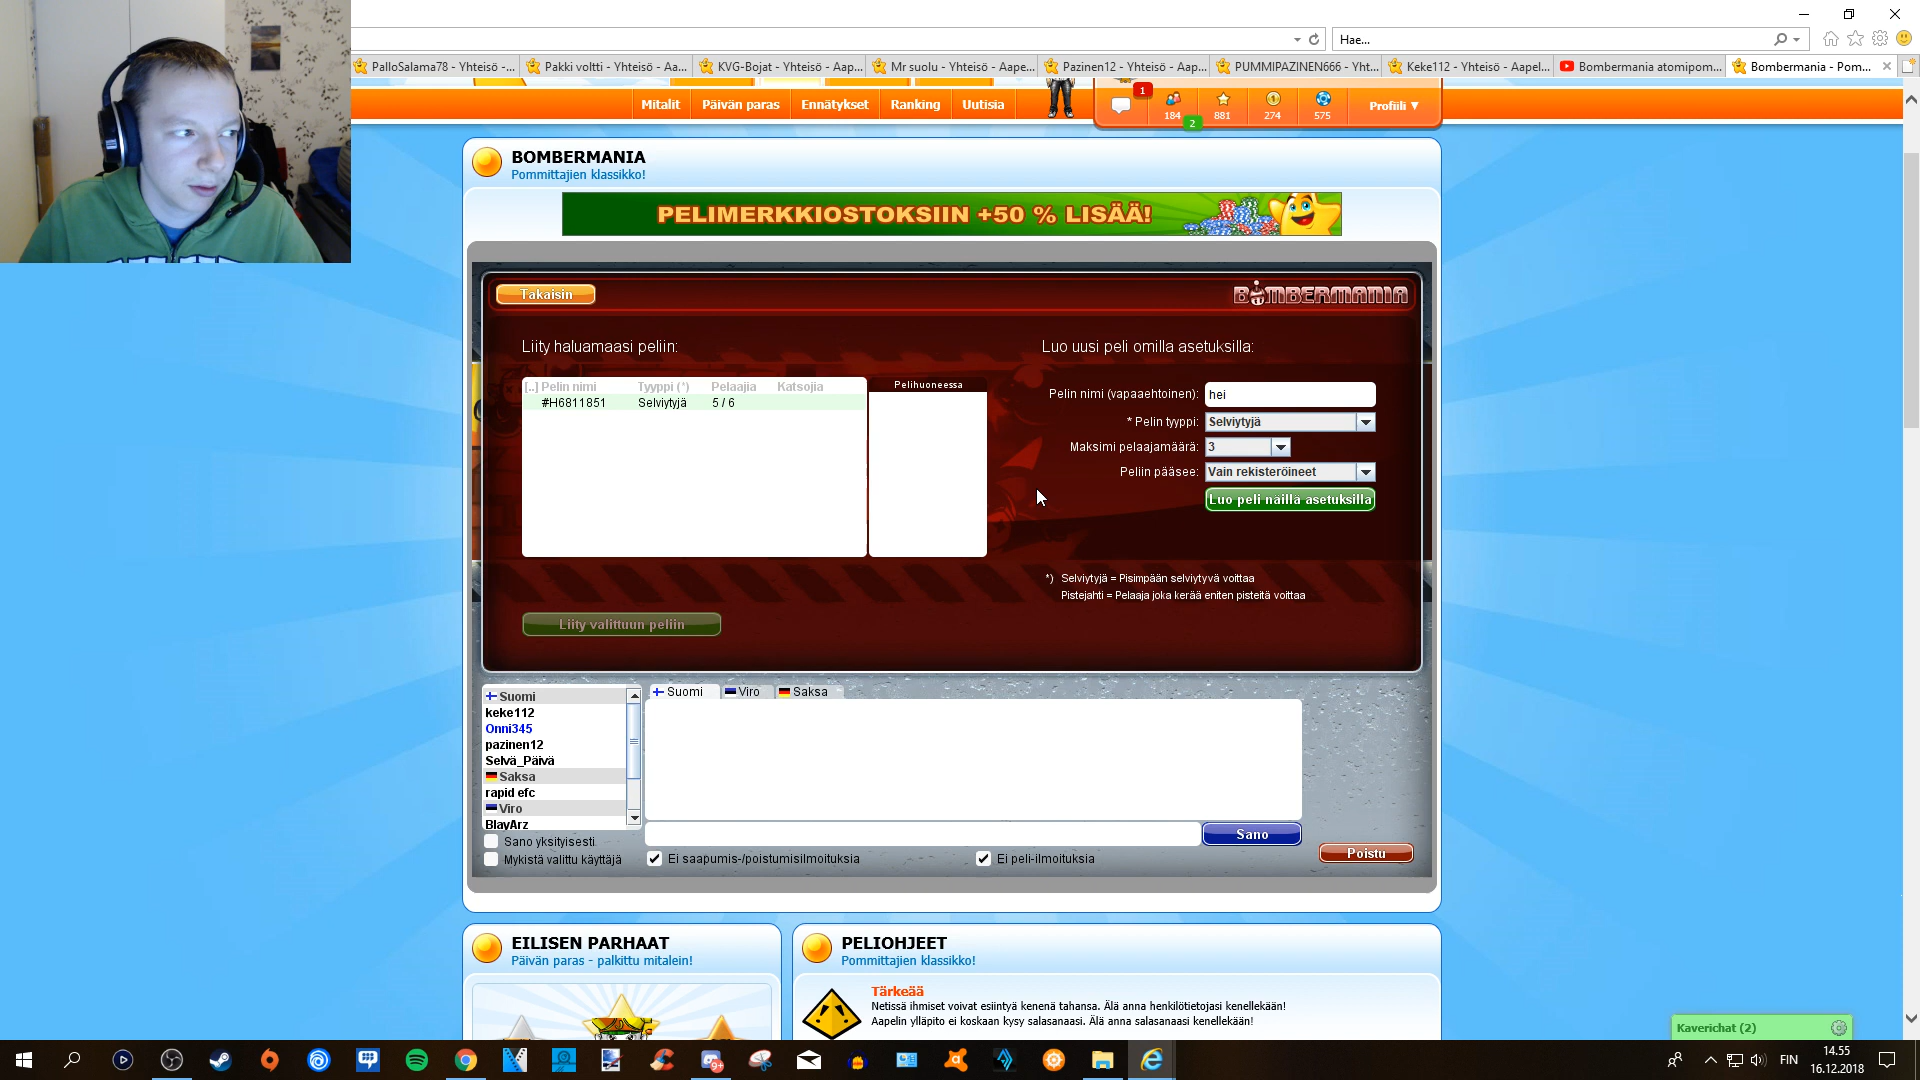 Hae...
PalloSalama78 - Yhteisö -...
Pakki voltti - Yhteisö - Aa...
KVG-Bojat - Yhteisö - Aap...
Mr suolu - Yhteisö - Aape...
Pazinen12 - Yhteisö - Aap...
PUMMIPAZINEN666 - Yht...
Keke112 - Yhteisö - Aapel...
Bombermania atomipom...
Bombermania - Pom...
Mitalit
Päivän paras
Ennätykset
Ranking
Uutisia
1
184
2
881
274
575
Profiili ▼
BOMBERMANIA
Pommittajien klassikko!
PELIMERKKIOSTOKSIIN +50 % LISÄÄ!
Takaisin
BOMBERMANIA
Liity haluamaasi peliin:
Luo uusi peli omilla asetuksilla:
[..] Pelin nimi Tyyppi (*) Pelaajia Katsojia
#H6811851 Selviytyjä 5 / 6
Pelihuoneessa
Pelin nimi (vapaaehtoinen): hei
* Pelin tyyppi: Selviytyjä
Maksimi pelaajamäärä: 3
Peliin pääsee: Vain rekisteröineet
Luo peli näillä asetuksilla
*) Selviytyjä = Pisimpään selviytyvä voittaa
Pistejahti = Pelaaja joka kerää eniten pisteitä voittaa
Liity valittuun peliin
Suomi
keke112
Onni345
pazinen12
Selvä_Päivä
Saksa
rapid efc
Viro
BlayArz
Suomi
Viro
Saksa
Sano
Sano yksityisesti
Mykistä valittu käyttäjä
Ei saapumis-/poistumisilmoituksia
Ei peli-ilmoituksia
Poistu
EILISEN PARHAAT
Päivän paras - palkittu mitalein!
PELIOHJEET
Pommittajien klassikko!
Tärkeää
Netissä ihmiset voivat esiintyä kenenä tahansa. Älä anna henkilötietojasi kenellekään!
Aapelin ylläpito ei koskaan kysy salasanaasi. Älä anna salasanaasi kenellekään!
Kaverichat (2)
9+
FIN
14.55
16.12.2018